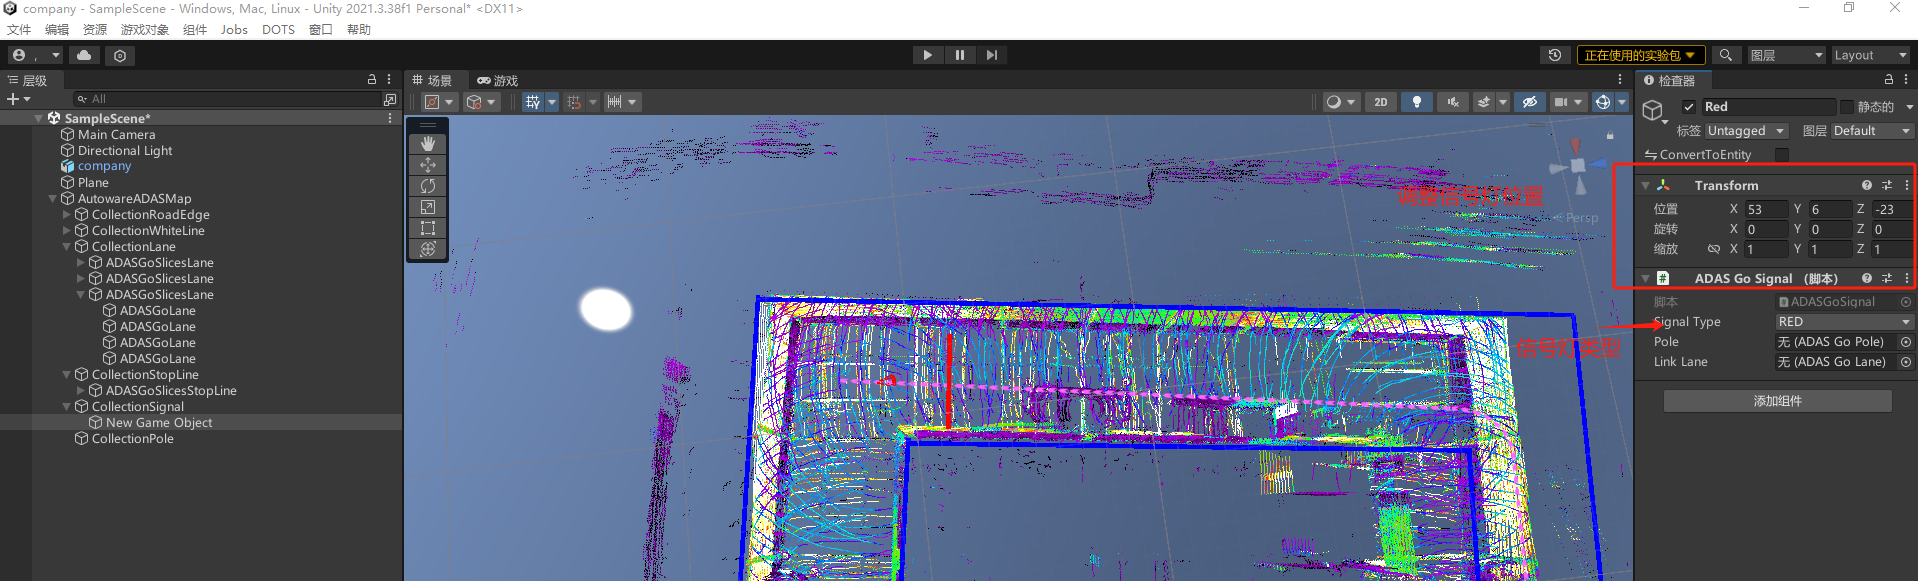 company - SampleScene - Windows, Mac, Linux - Unity 2021.3.38f1 Personal* <DX11>
文件 编辑 资源 游戏对象 组件 Jobs DOTS 窗口 帮助
正在使用的实验包 图层 Layout
层级
All
SampleScene*
Main Camera
Directional Light
company
Plane
AutowareADASMap
CollectionRoadEdge
CollectionWhiteLine
CollectionLane
ADASGoSlicesLane
ADASGoSlicesLane
ADASGoSlicesLane
ADASGoLane
ADASGoLane
ADASGoLane
ADASGoLane
CollectionStopLine
ADASGoSlicesStopLine
CollectionSignal
New Game Object
CollectionPole
场景 游戏
2D
调整信号灯位置
Persp
信号灯类型
检查器
Red 静态的
标签 Untagged 图层 Default
ConvertToEntity
Transform
位置 X 53 Y 6 Z -23
旋转 X 0 Y 0 Z 0
缩放 X 1 Y 1 Z 1
ADAS Go Signal （脚本）
脚本 ADASGoSignal
Signal Type RED
Pole 无 (ADAS Go Pole)
Link Lane 无 (ADAS Go Lane)
添加组件